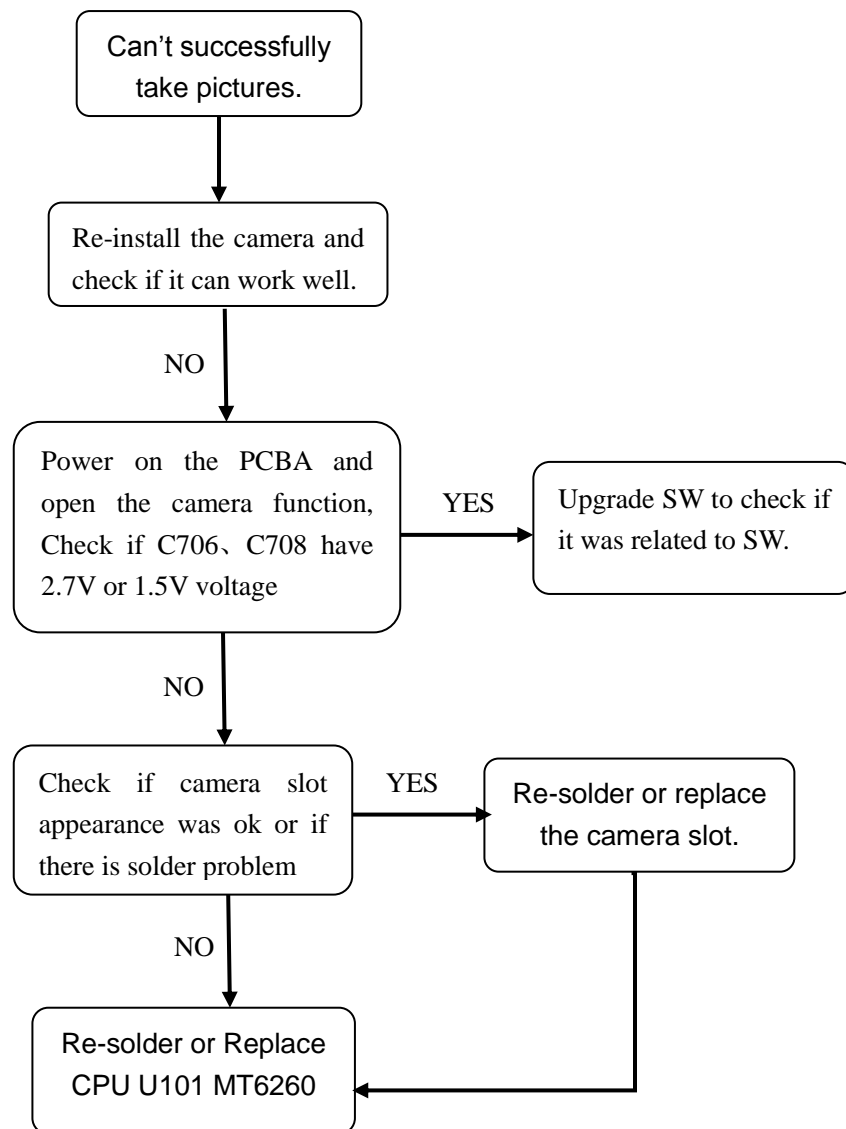 Can’t successfully
take pictures.
Re-install the camera and
check if it can work well.
NO
Power on the PCBA and
open the camera function,
Check if C706、C708 have
2.7V or 1.5V voltage
YES
Upgrade SW to check if
it was related to SW.
NO
Check if camera slot
appearance was ok or if
there is solder problem
YES
Re-solder or replace
the camera slot.
NO
Re-solder or Replace
CPU U101 MT6260